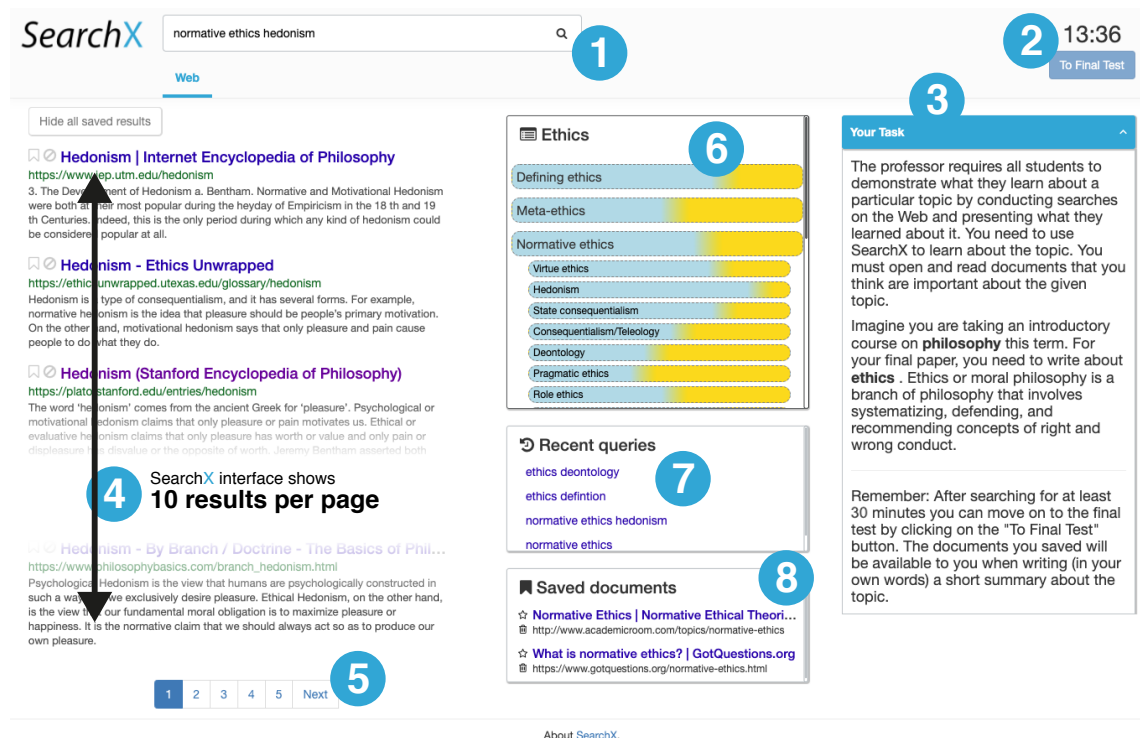 SearchX
normative ethics hedonism
1
2
13:36
To Final Test
Web
Hide all saved results
Hedonism | Internet Encyclopedia of Philosophy
https://www.iep.utm.edu/hedonism
3. The Development of Hedonism a. Bentham. Normative and Motivational Hedonism
were both at their most popular during the heyday of Empiricism in the 18 th and 19
th Centuries. Indeed, this is the only period during which any kind of hedonism could
be considered popular at all.
Hedonism - Ethics Unwrapped
https://ethicsunwrapped.utexas.edu/glossary/hedonism
Hedonism is a type of consequentialism, and it has several forms. For example,
normative hedonism is the idea that pleasure should be people's primary motivation.
On the other hand, motivational hedonism says that only pleasure and pain cause
people to do what they do.
Hedonism (Stanford Encyclopedia of Philosophy)
https://plato.stanford.edu/entries/hedonism
The word 'hedonism' comes from the ancient Greek for 'pleasure'. Psychological or
motivational hedonism claims that only pleasure or pain motivates us. Ethical or
evaluative hedonism claims that only pleasure has worth or value and only pain or
displeasure has disvalue or the opposite of worth. Jeremy Bentham asserted both
4
SearchX interface shows
10 results per page
Hedonism - By Branch / Doctrine - The Basics of Phil...
https://www.philosophybasics.com/branch_hedonism.html
Psychological Hedonism is the view that humans are psychologically constructed in
such a way that we exclusively desire pleasure. Ethical Hedonism, on the other hand,
is the view that our fundamental moral obligation is to maximize pleasure or
happiness. It is the normative claim that we should always act so as to produce our
own pleasure.
1 2 3 4 5 Next
5
Ethics
6
Defining ethics
Meta-ethics
Normative ethics
Virtue ethics
Hedonism
State consequentialism
Consequentialism/Teleology
Deontology
Pragmatic ethics
Role ethics
Recent queries
7
ethics deontology
ethics defintion
normative ethics hedonism
normative ethics
Saved documents
8
Normative Ethics | Normative Ethical Theori...
http://www.academicroom.com/topics/normative-ethics
What is normative ethics? | GotQuestions.org
https://www.gotquestions.org/normative-ethics.html
3
Your Task
The professor requires all students to
demonstrate what they learn about a
particular topic by conducting searches
on the Web and presenting what they
learned about it. You need to use
SearchX to learn about the topic. You
must open and read documents that you
think are important about the given
topic.
Imagine you are taking an introductory
course on philosophy this term. For
your final paper, you need to write about
ethics . Ethics or moral philosophy is a
branch of philosophy that involves
systematizing, defending, and
recommending concepts of right and
wrong conduct.
Remember: After searching for at least
30 minutes you can move on to the final
test by clicking on the "To Final Test"
button. The documents you saved will
be available to you when writing (in your
own words) a short summary about the
topic.
About SearchX.